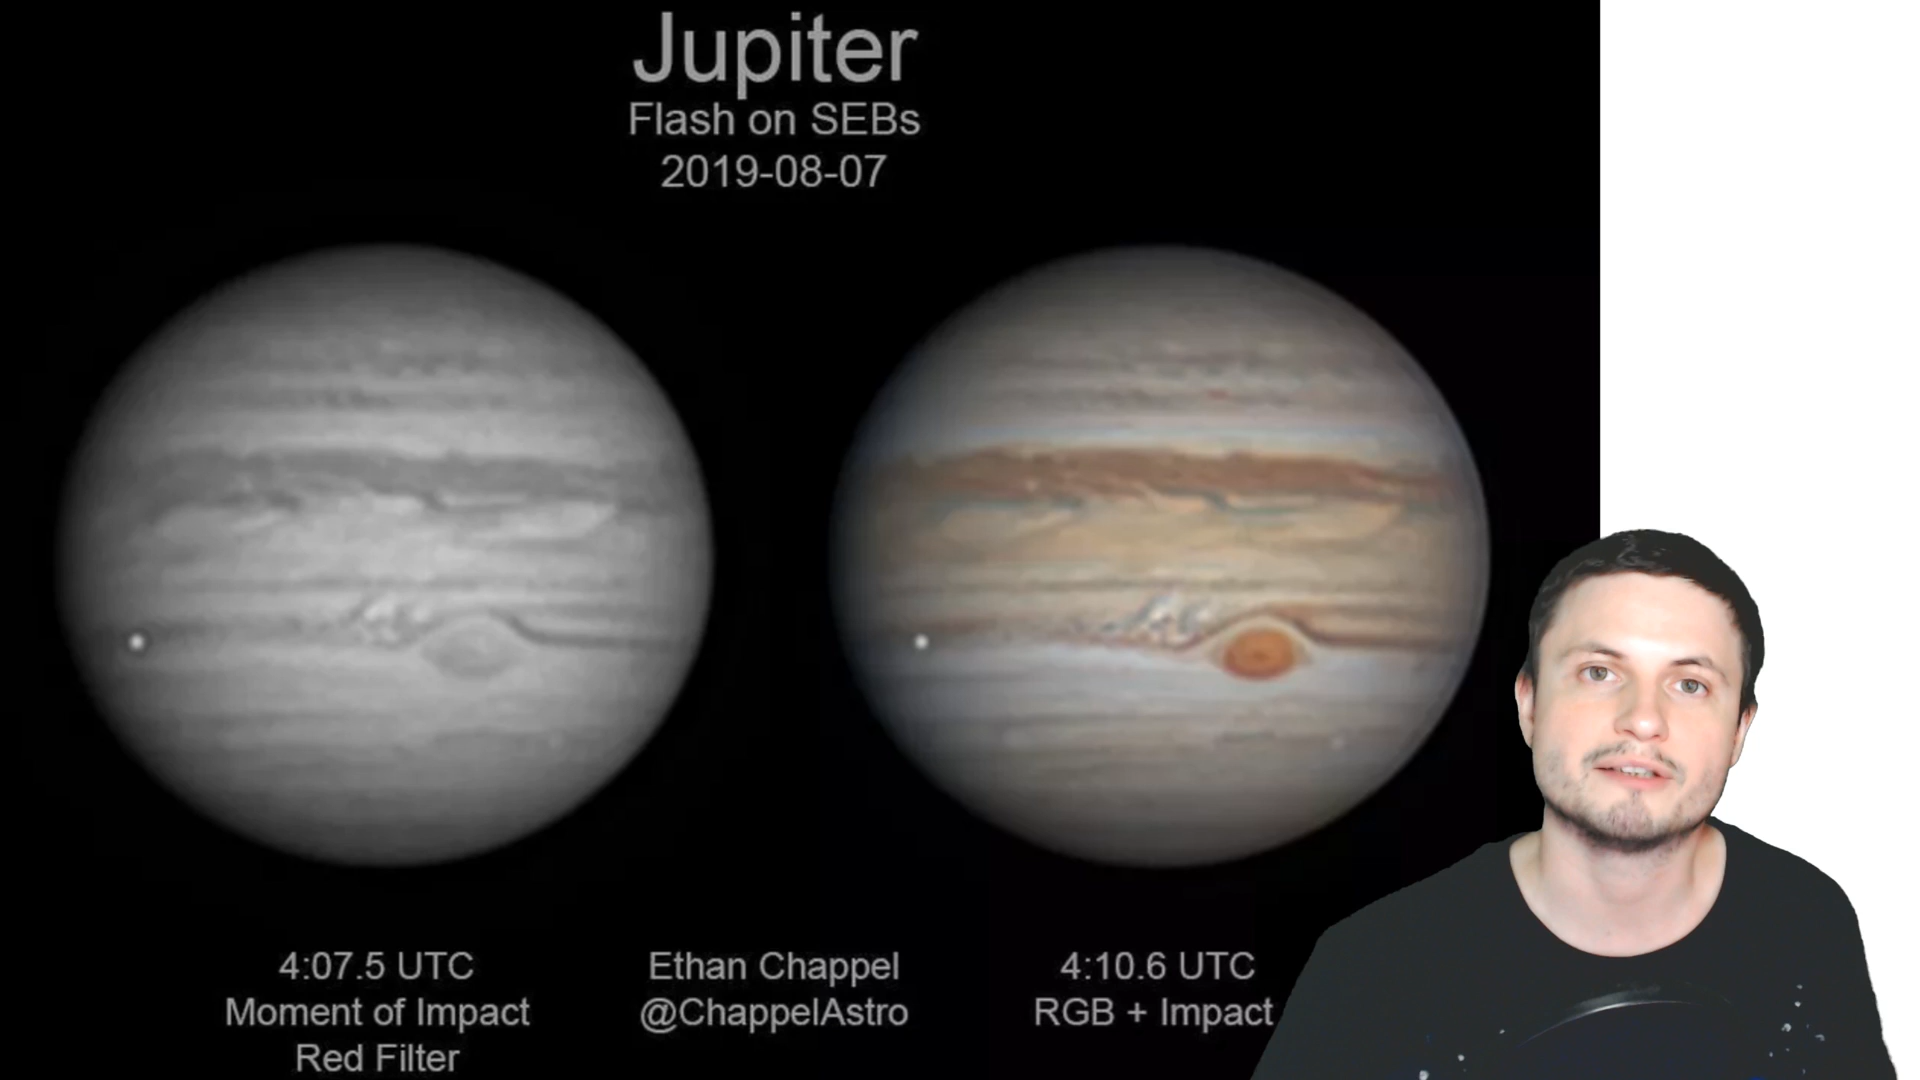 Jupiter
Flash on SEBs
2019-08-07
4:07.5 UTC
Moment of Impact
Red Filter
Ethan Chappel
@ChappelAstro
4:10.6 UTC
RGB + Impact